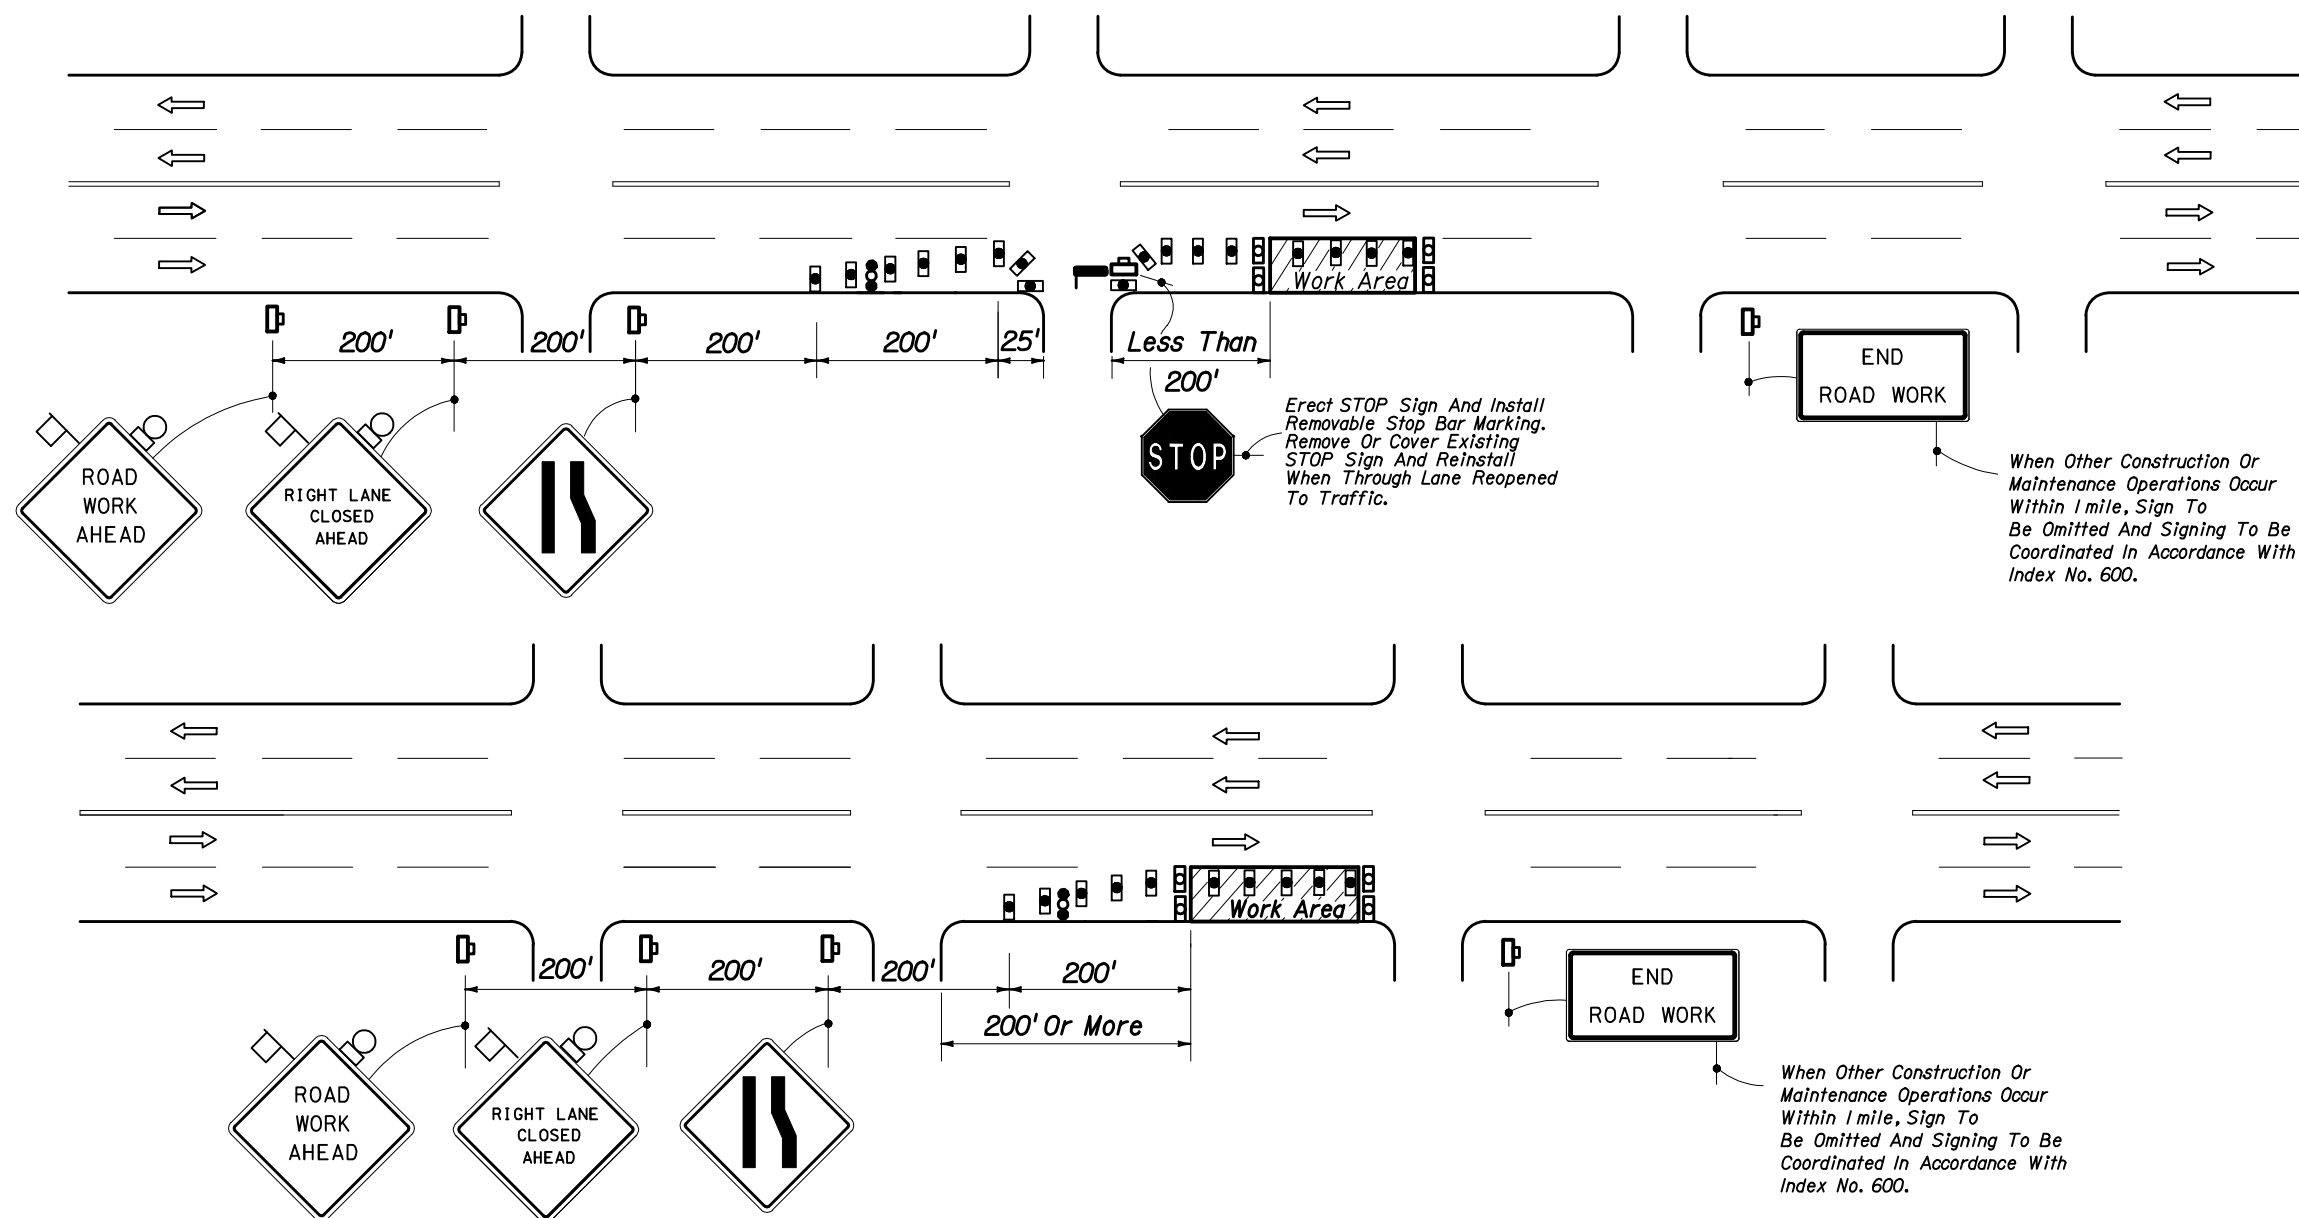 Work Area
200'
200'
200'
200'
25'
Less Than
200'
ROAD
WORK
AHEAD
RIGHT LANE
CLOSED
AHEAD
STOP
Erect STOP Sign And Install
Removable Stop Bar Marking.
Remove Or Cover Existing
STOP Sign And Reinstall
When Through Lane Reopened
To Traffic.
END
ROAD WORK
When Other Construction Or
Maintenance Operations Occur
Within 1 mile, Sign To
Be Omitted And Signing To Be
Coordinated In Accordance With
Index No. 600.
Work Area
200'
200'
200'
200'
200' Or More
ROAD
WORK
AHEAD
RIGHT LANE
CLOSED
AHEAD
END
ROAD WORK
When Other Construction Or
Maintenance Operations Occur
Within 1 mile, Sign To
Be Omitted And Signing To Be
Coordinated In Accordance With
Index No. 600.